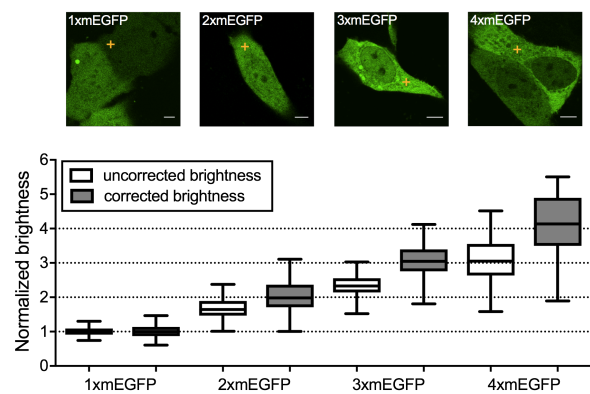 1xmEGFP 2xmEGFP 3xmEGFP 4xmEGFP
Normalized brightness
6
5
4
3
2
1
0
uncorrected brightness
corrected brightness
1xmEGFP 2xmEGFP 3xmEGFP 4xmEGFP